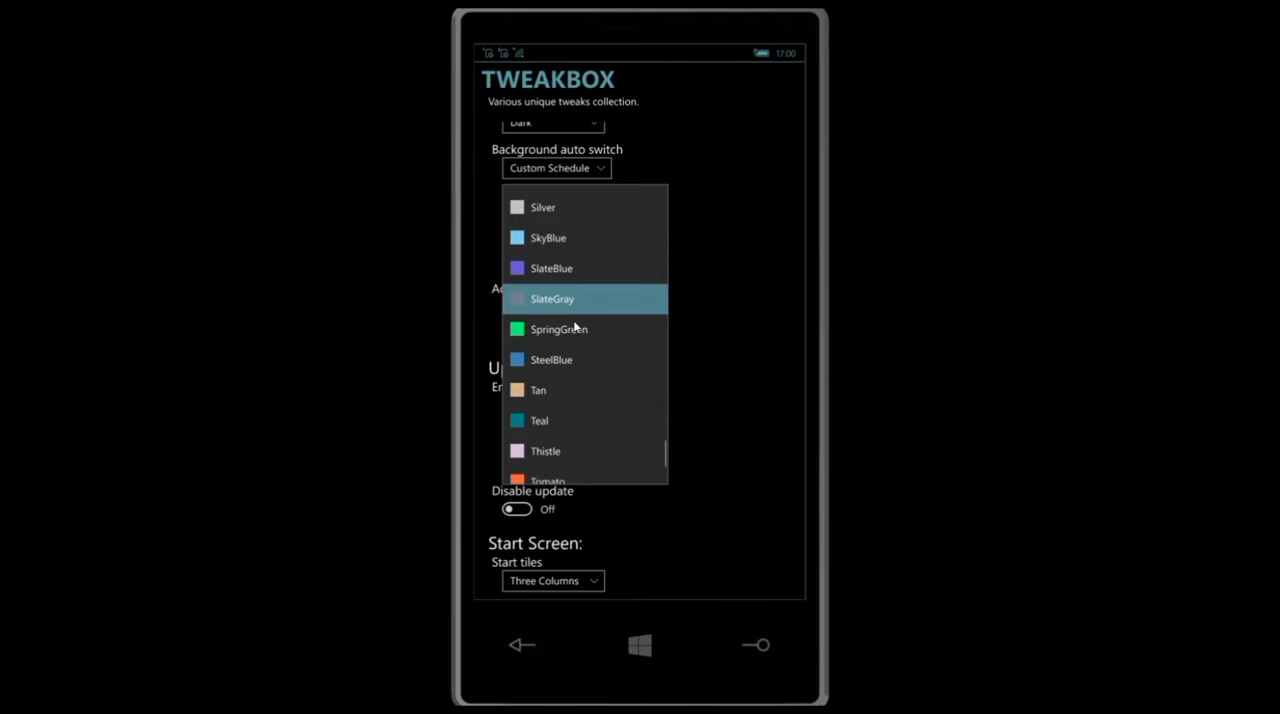 17:00
TWEAKBOX
Various unique tweaks collection.
Dark
Background auto switch
Custom Schedule
Silver
SkyBlue
SlateBlue
SlateGray
SpringGreen
SteelBlue
Tan
Teal
Thistle
Tomato
Disable update
Off
Start Screen:
Start tiles
Three Columns